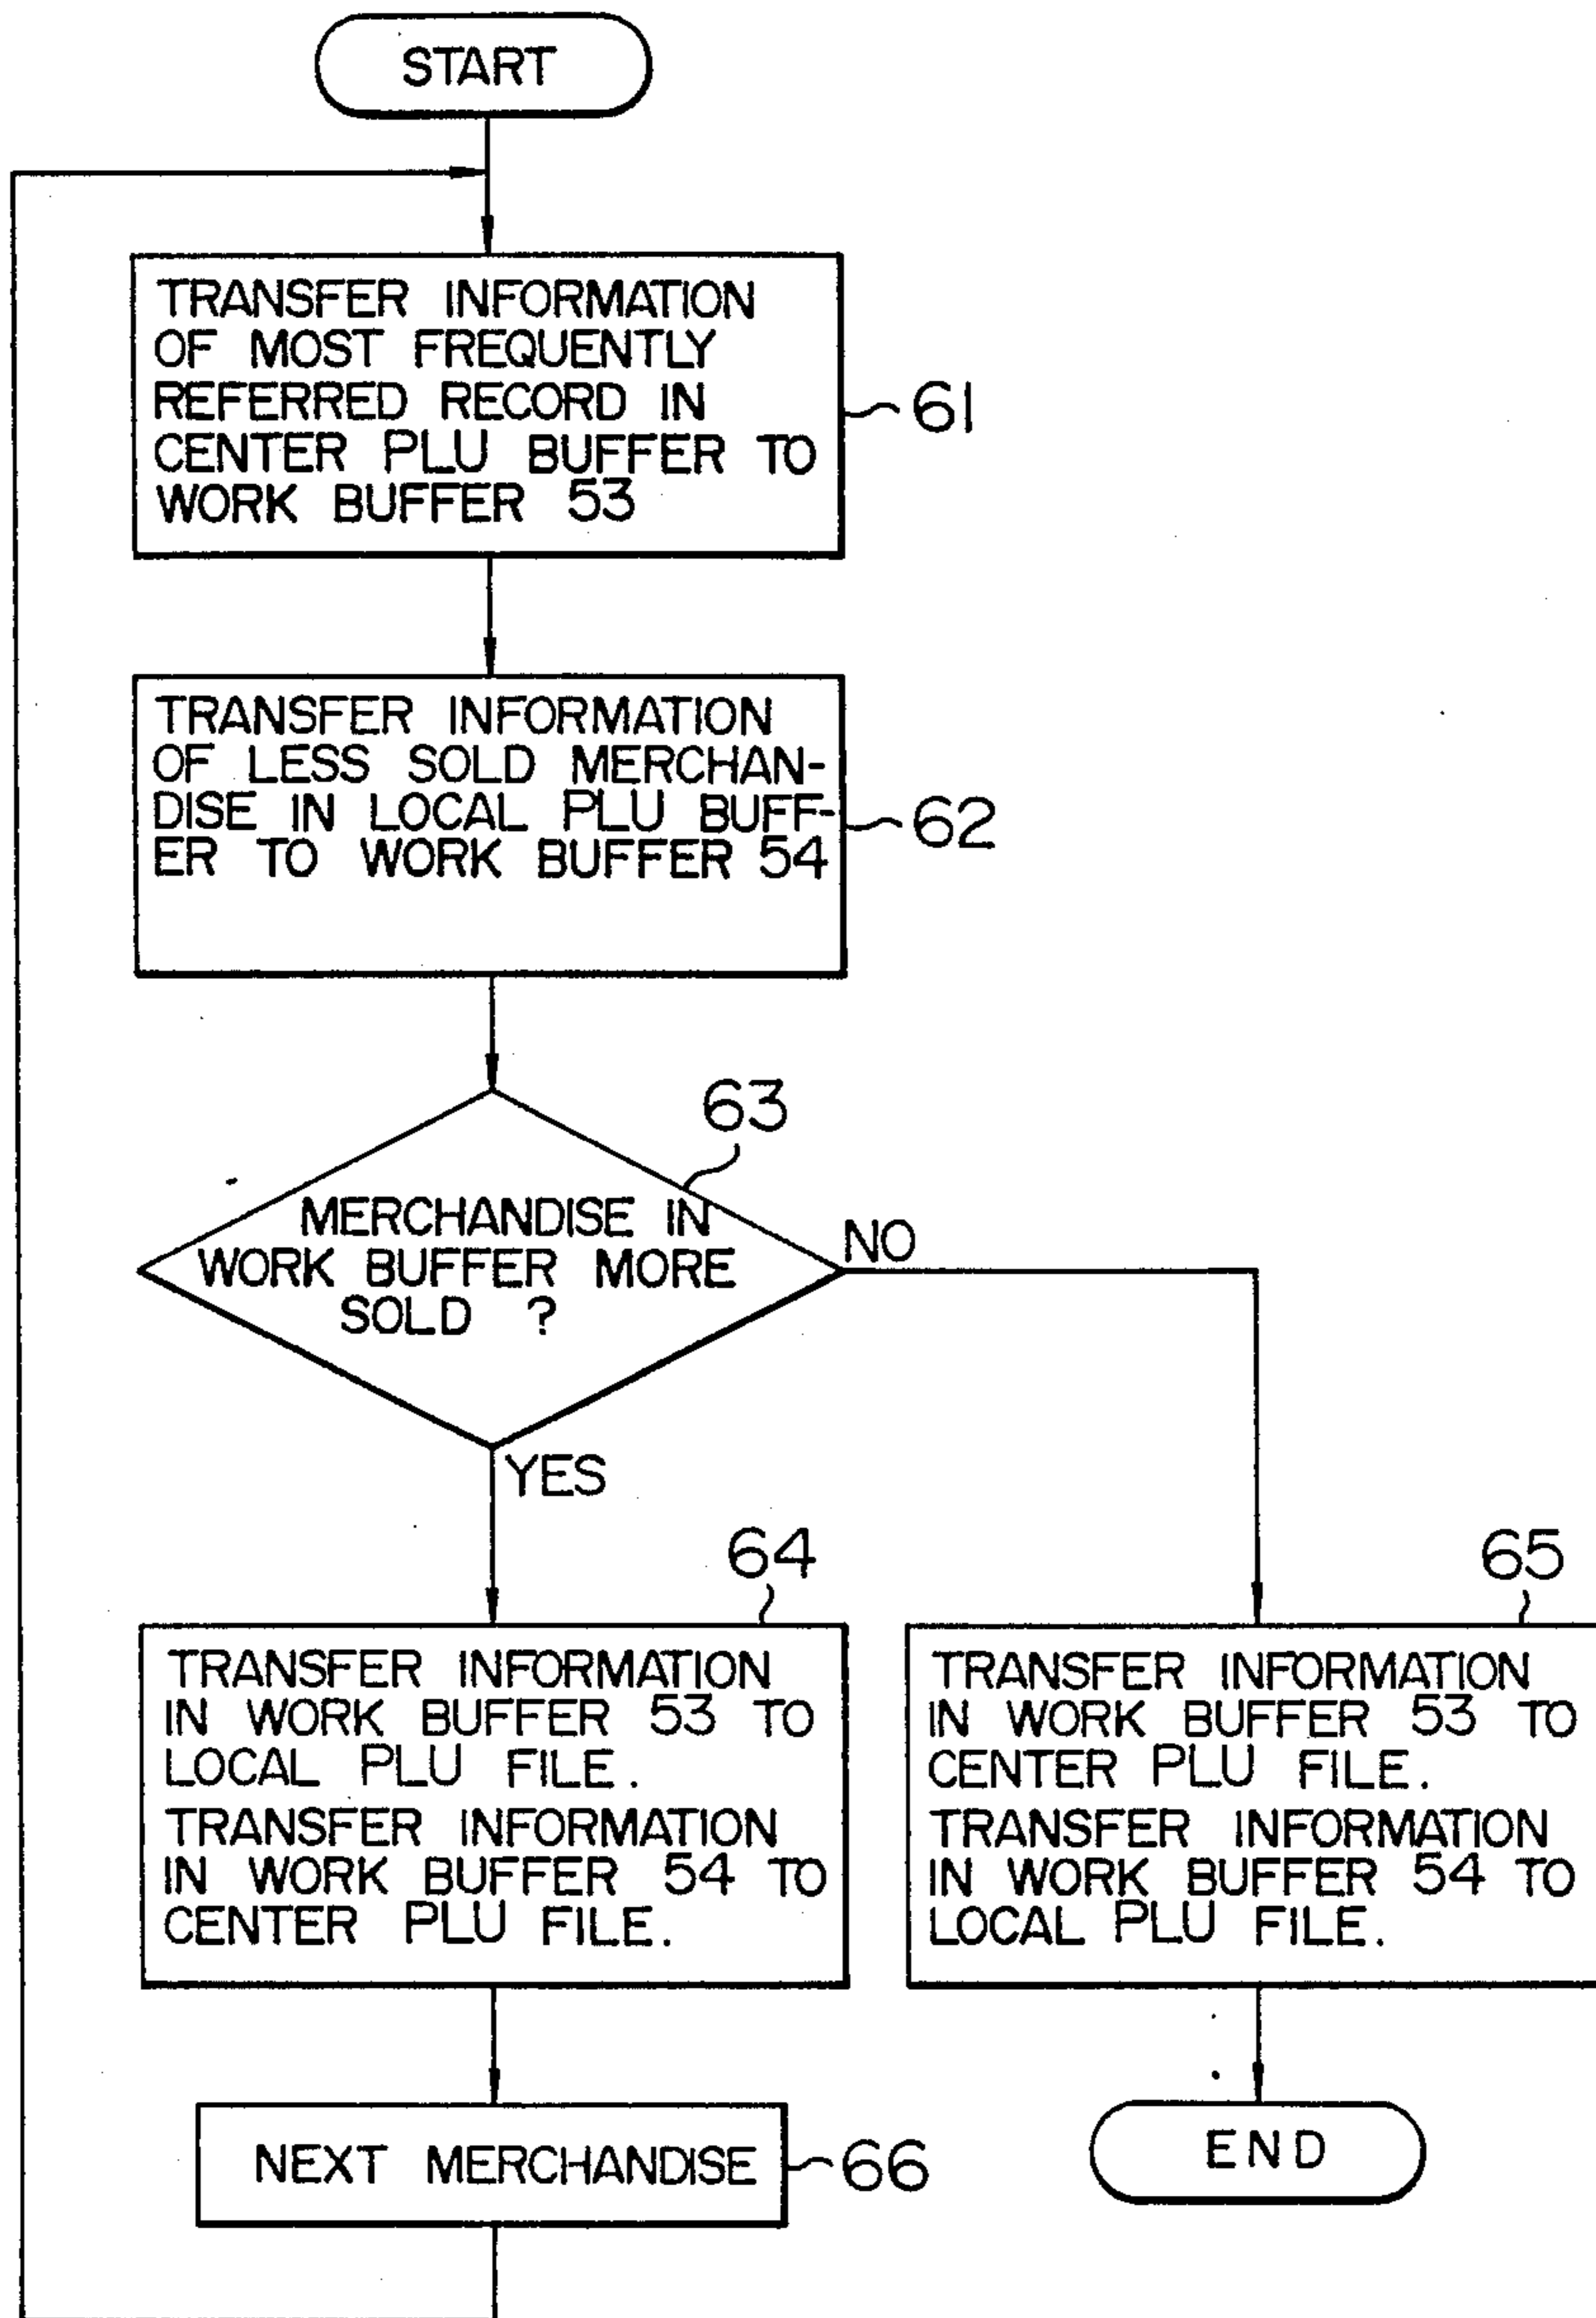 START
TRANSFER INFORMATION
OF MOST FREQUENTLY
REFERRED RECORD IN
CENTER PLU BUFFER TO
WORK BUFFER 53
61
TRANSFER INFORMATION
OF LESS SOLD MERCHAN-
DISE IN LOCAL PLU BUFF-
ER TO WORK BUFFER 54
62
63
MERCHANDISE IN
WORK BUFFER MORE
SOLD ?
NO
YES
64
TRANSFER INFORMATION
IN WORK BUFFER 53 TO
LOCAL PLU FILE.
TRANSFER INFORMATION
IN WORK BUFFER 54 TO
CENTER PLU FILE.
65
TRANSFER INFORMATION
IN WORK BUFFER 53 TO
CENTER PLU FILE.
TRANSFER INFORMATION
IN WORK BUFFER 54 TO
LOCAL PLU FILE.
NEXT MERCHANDISE
66
END